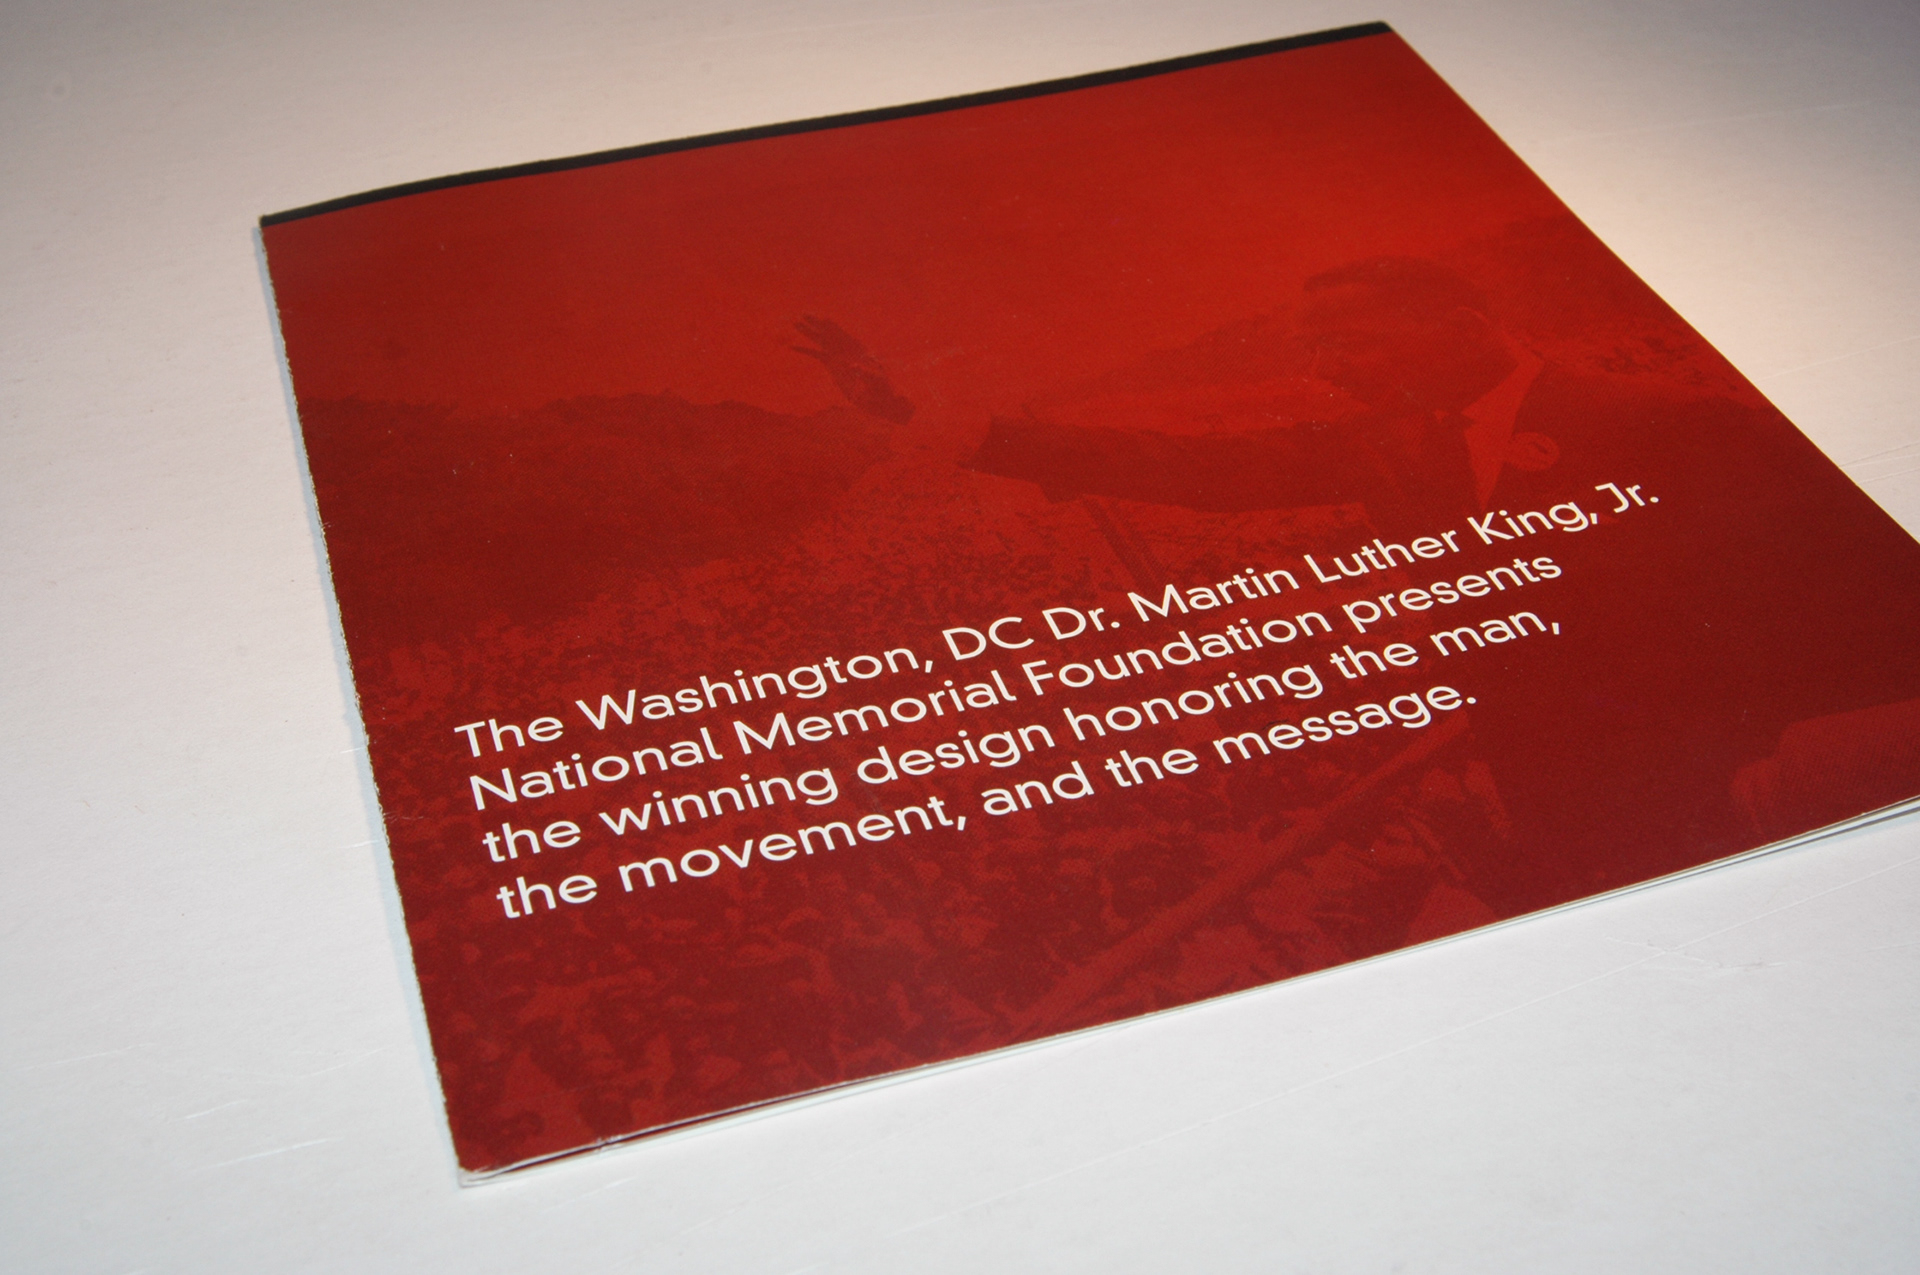 The Washington, DC Dr. Martin Luther King, Jr.
National Memorial Foundation presents
the winning design honoring the man,
the movement, and the message.